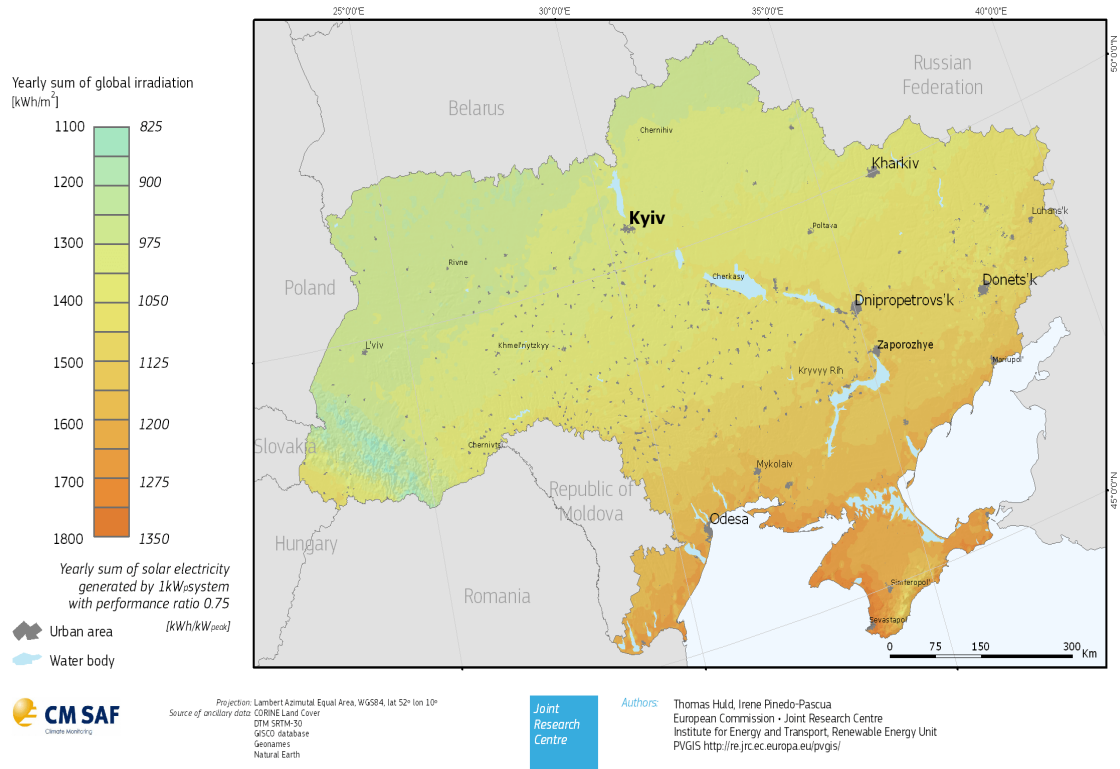 25°0'0"E
30°0'0"E
35°0'0"E
40°0'0"E
50°0'0"N
45°0'0"N
Yearly sum of global irradiation
[kWh/m²]
1100 825
1200 900
1300 975
1400 1050
1500 1125
1600 1200
1700 1275
1800 1350
Yearly sum of solar electricity
generated by 1kWpsystem
with performance ratio 0.75
[kWh/kWpeak]
Urban area
Water body
Russian
Federation
Belarus
Chernihiv
Kharkiv
Kyiv
Luhans'k
Poltava
Rivne
Cherkasy
Donets'k
Poland
Dnipropetrovs'k
L'viv
Khmel'nytzkyy
Zaporozhye
Mariupol'
Kryvyy Rih
Slovakia
Chernivts
Mykolaiv
Republic of
Moldova
Odesa
Hungary
Simferopol'
Romania
Sevastapol
0 75 150 300
Km
CM SAF
Climate Monitoring
Projection: Lambert Azimutal Equal Area, WGS84, lat 52° lon 10°
Source of ancillary data: CORINE Land Cover
DTM SRTM-30
GISCO database
Geonames
Natural Earth
Joint
Research
Centre
Authors: Thomas Huld, Irene Pinedo-Pascua
European Commission • Joint Research Centre
Institute for Energy and Transport, Renewable Energy Unit
PVGIS http://re.jrc.ec.europa.eu/pvgis/